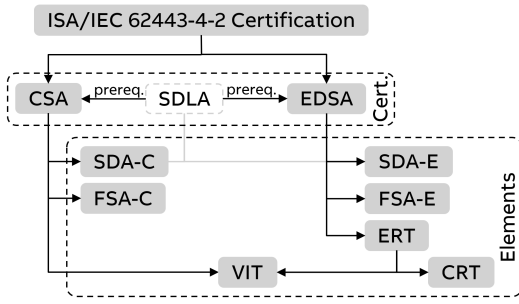 ISA/IEC 62443-4-2 Certification
CSA
prereq.
SDLA
prereq.
EDSA
Cert.
SDA-C
SDA-E
FSA-C
FSA-E
ERT
VIT
CRT
Elements